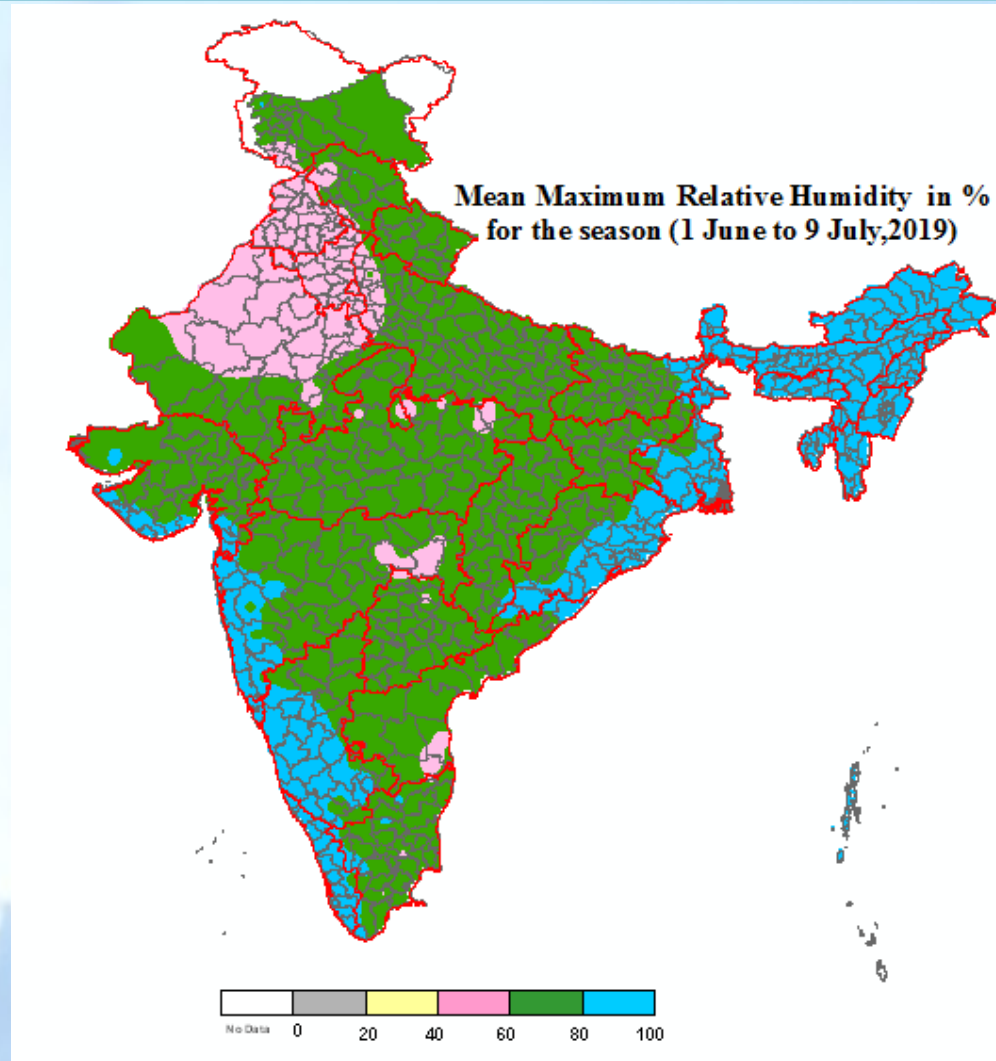 Mean Maximum Relative Humidity in %
for the season (1 June to 9 July,2019)
No Data 0 20 40 60 80 100